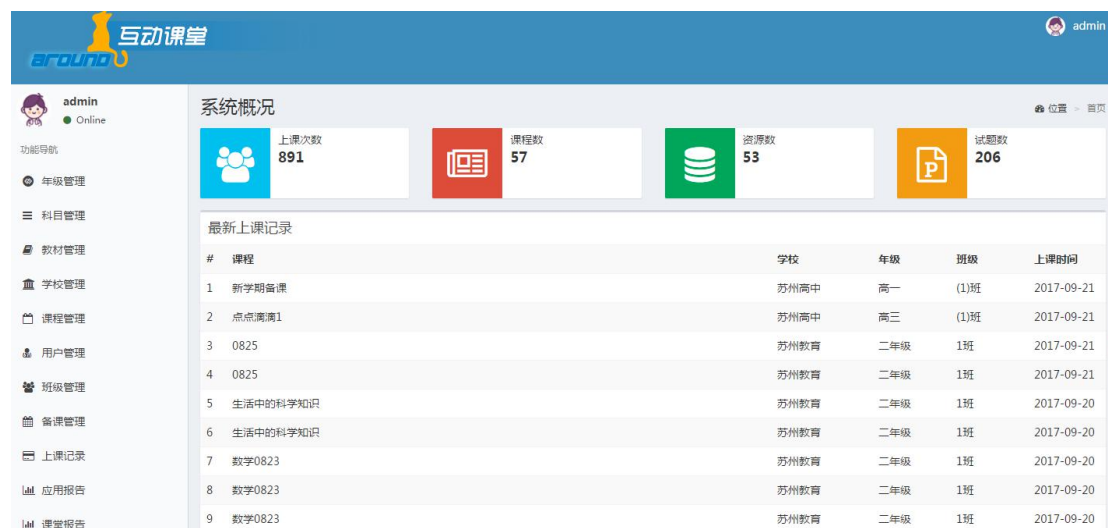 互动课堂
around U
admin
admin
Online
功能导航
年级管理
科目管理
教材管理
学校管理
课程管理
用户管理
班级管理
备课管理
上课记录
应用报告
课堂报告
系统概况
位置 > 首页
上课次数
891
课程数
57
资源数
53
P
试题数
206
最新上课记录
# 课程 学校 年级 班级 上课时间
1 新学期备课 苏州高中 高一 (1)班 2017-09-21
2 点点滴滴1 苏州高中 高三 (1)班 2017-09-21
3 0825 苏州教育 二年级 1班 2017-09-21
4 0825 苏州教育 二年级 1班 2017-09-21
5 生活中的科学知识 苏州教育 二年级 1班 2017-09-20
6 生活中的科学知识 苏州教育 二年级 1班 2017-09-20
7 数学0823 苏州教育 二年级 1班 2017-09-20
8 数学0823 苏州教育 二年级 1班 2017-09-20
9 数学0823 苏州教育 二年级 1班 2017-09-20